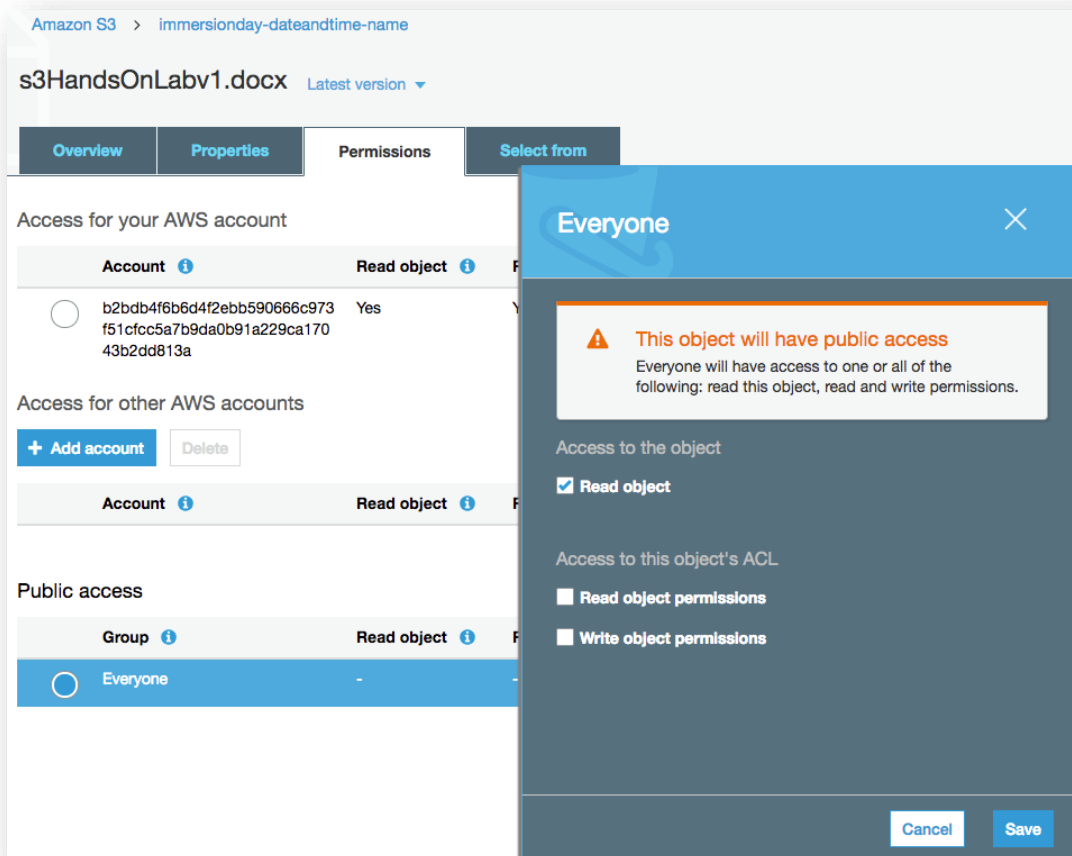 Amazon S3 > immersionday-dateandtime-name
s3HandsOnLabv1.docx Latest version
Overview Properties Permissions Select from
Access for your AWS account
Account Read object
b2bdb4f6b6d4f2ebb590666c973 Yes
f51cfcc5a7b9da0b91a229ca170
43b2dd813a
Access for other AWS accounts
+ Add account Delete
Account Read object
Public access
Group Read object
Everyone - -
Everyone
This object will have public access
Everyone will have access to one or all of the
following: read this object, read and write permissions.
Access to the object
Read object
Access to this object's ACL
Read object permissions
Write object permissions
Cancel Save